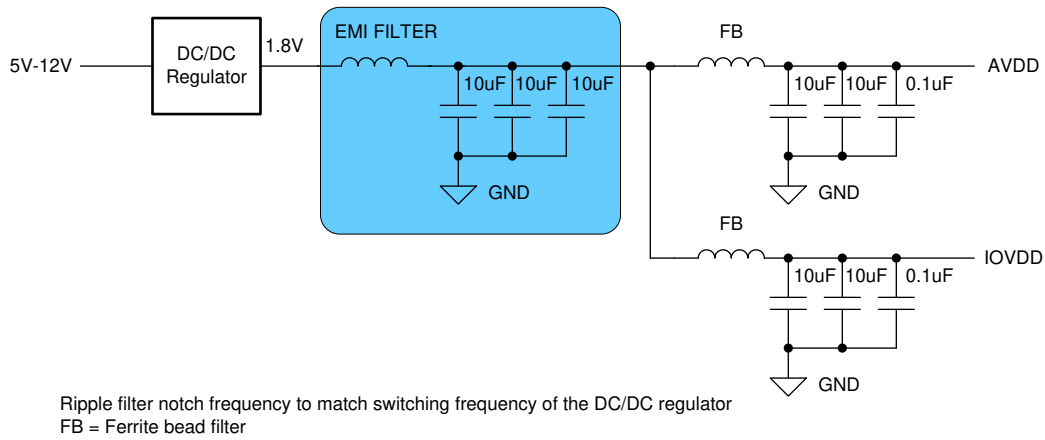 EMI FILTER
FB
5V-12V
DC/DC
Regulator
1.8V
10uF 10uF 10uF
10uF 10uF 0.1uF
AVDD
GND
GND
FB
10uF 10uF 0.1uF
IOVDD
GND
Ripple filter notch frequency to match switching frequency of the DC/DC regulator
FB = Ferrite bead filter